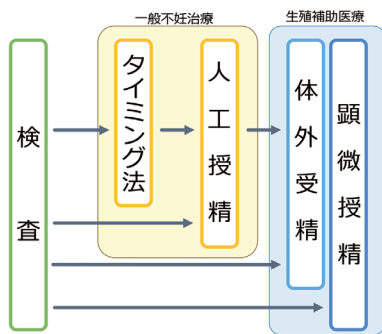 一般不妊治療
生殖補助医療
検査
タイミング法
人工授精
体外受精
顕微授精